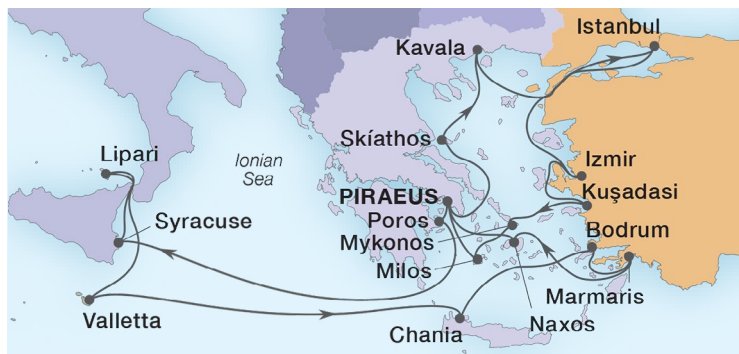 Istanbul
Kavala
Skíathos
Lipari
Ionian
Sea
Izmir
PIRAEUS
Kuşadasi
Poros
Syracuse
Bodrum
Mykonos
Milos
Marmaris
Valletta
Naxos
Chania